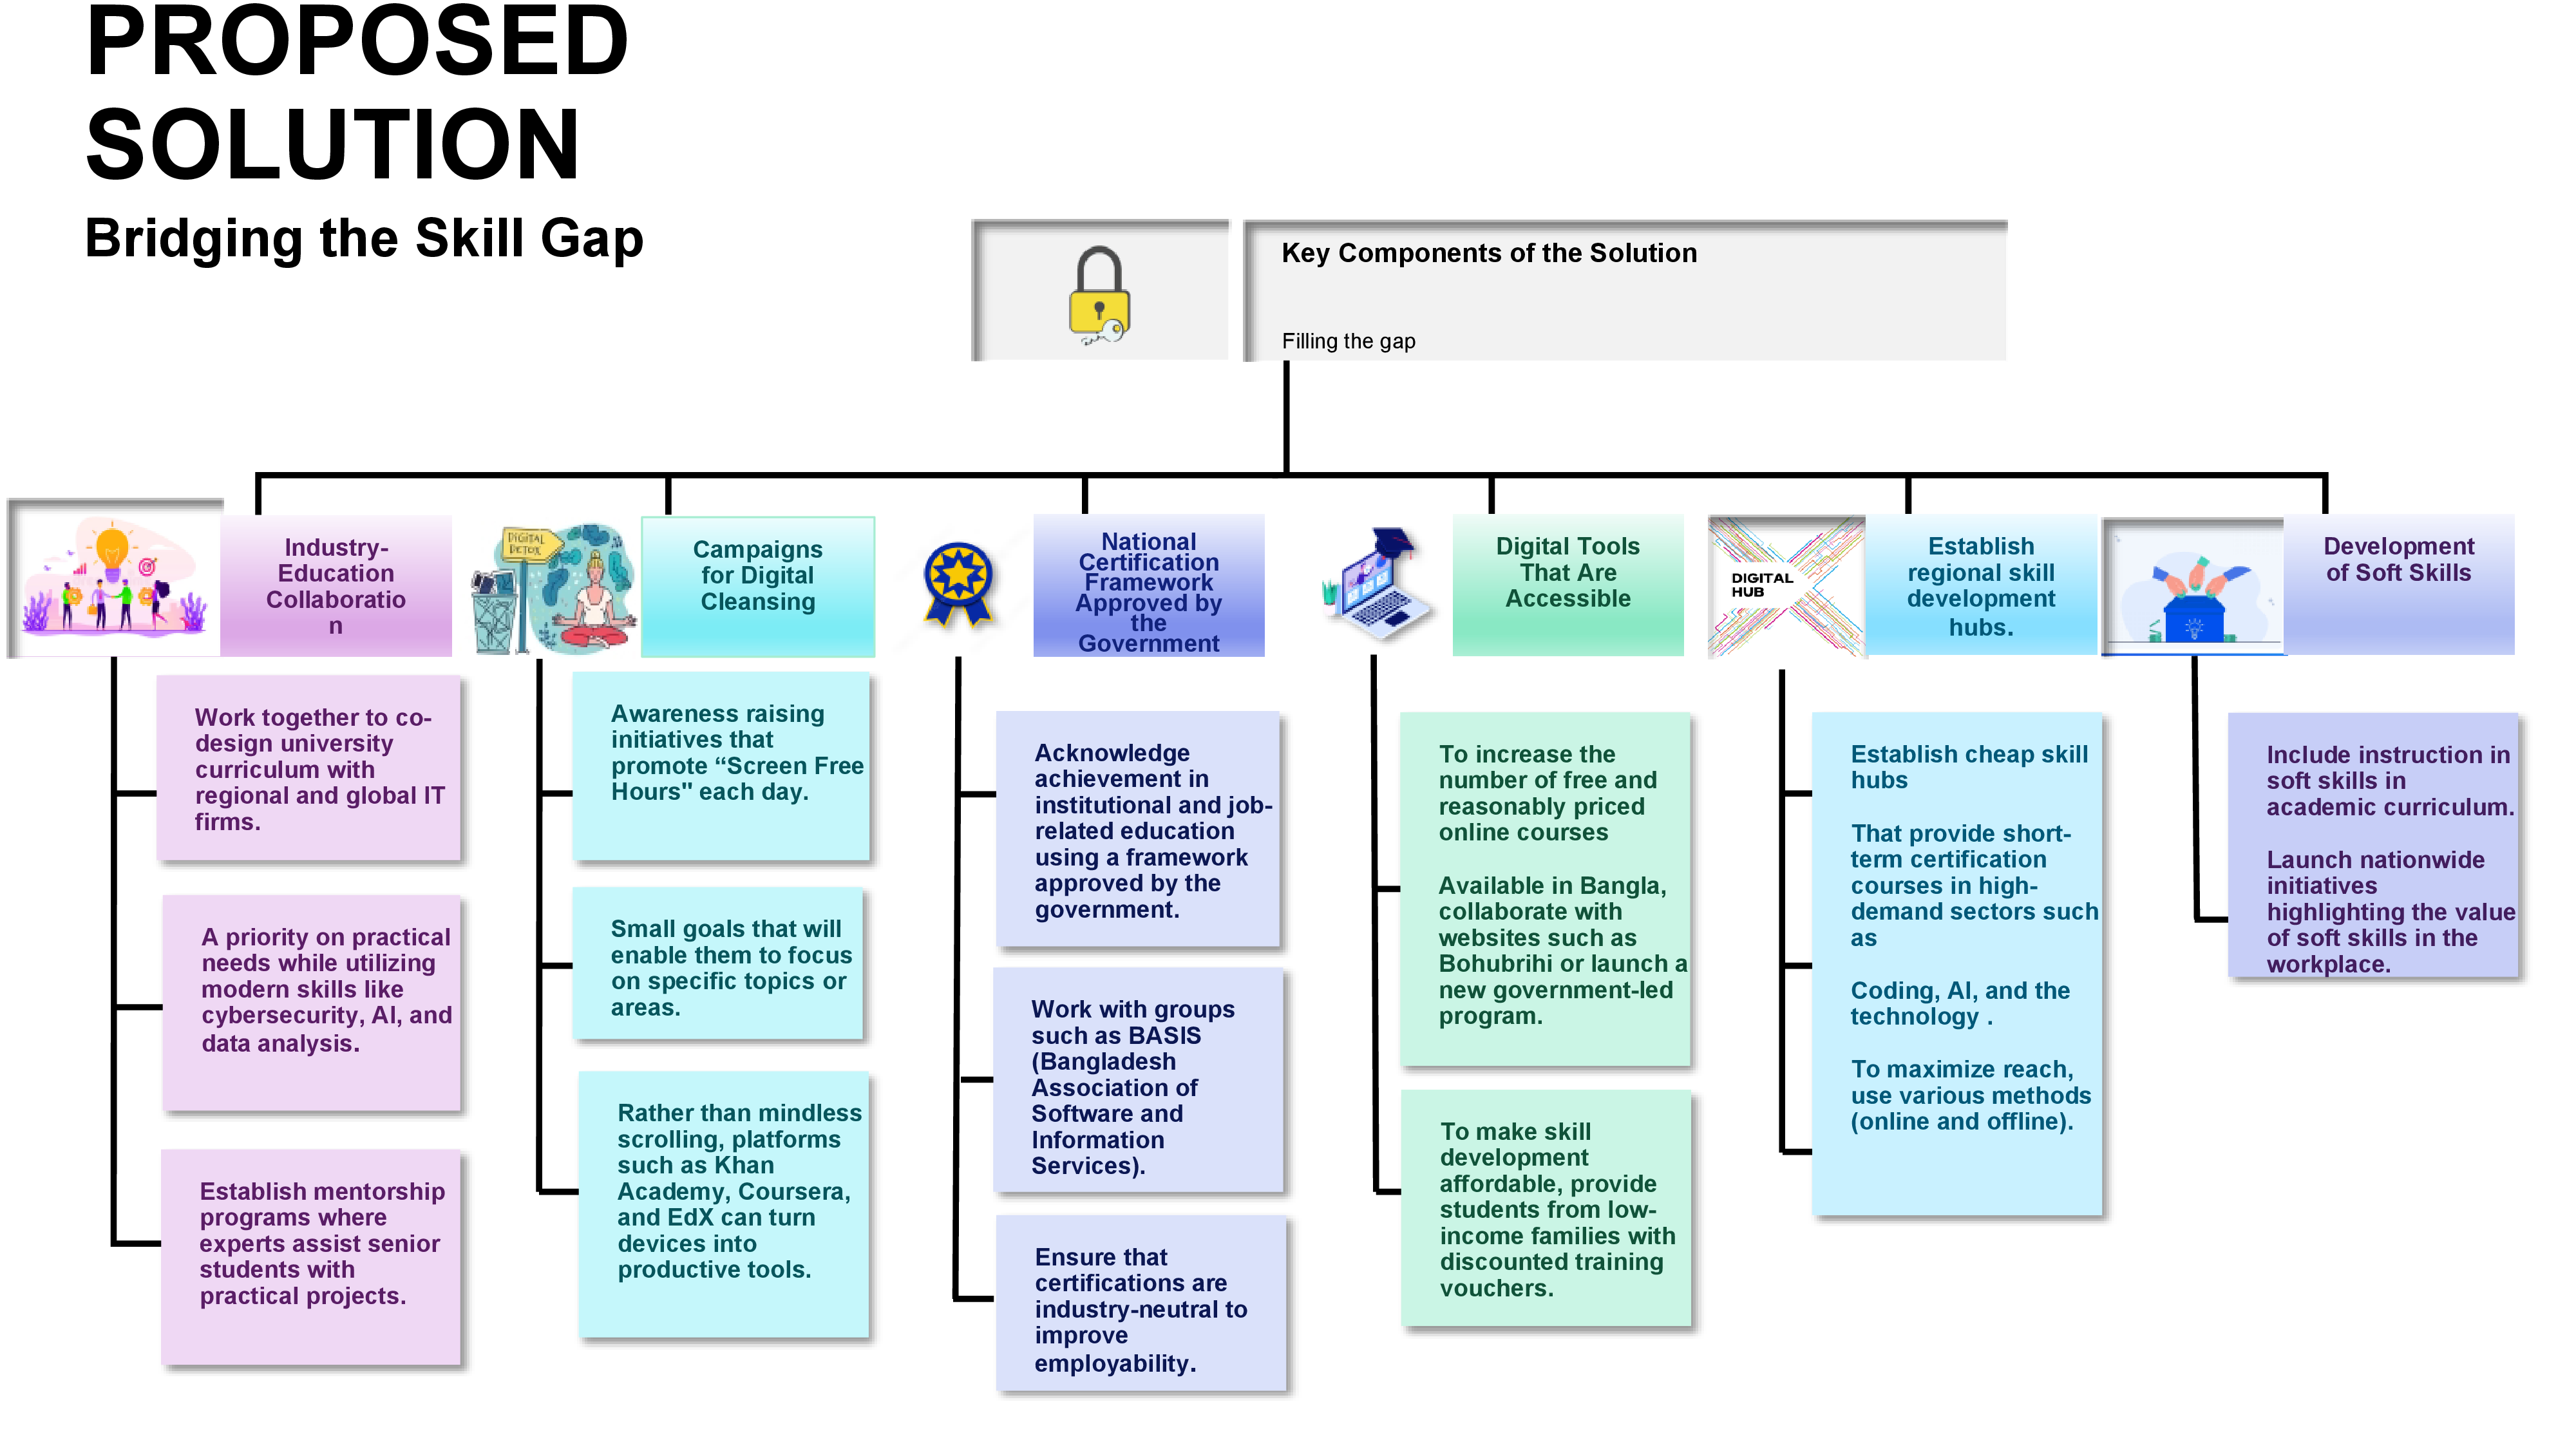 PROPOSED
SOLUTION
Bridging the Skill Gap
Key Components of the Solution
Filling the gap
Industry-
Education
Collaboratio
n
Work together to co-
design university
curriculum with
regional and global IT
firms.
A priority on practical
needs while utilizing
modern skills like
cybersecurity, AI, and
data analysis.
Establish mentorship
programs where
experts assist senior
students with
practical projects.
DIGITAL
DETOX
Campaigns
for Digital
Cleansing
Awareness raising
initiatives that
promote “Screen Free
Hours" each day.
Small goals that will
enable them to focus
on specific topics or
areas.
Rather than mindless
scrolling, platforms
such as Khan
Academy, Coursera,
and EdX can turn
devices into
productive tools.
National
Certification
Framework
Approved by
the
Government
Acknowledge
achievement in
institutional and job-
related education
using a framework
approved by the
government.
Work with groups
such as BASIS
(Bangladesh
Association of
Software and
Information
Services).
Ensure that
certifications are
industry-neutral to
improve
employability.
Digital Tools
That Are
Accessible
To increase the
number of free and
reasonably priced
online courses
Available in Bangla,
collaborate with
websites such as
Bohubrihi or launch a
new government-led
program.
To make skill
development
affordable, provide
students from low-
income families with
discounted training
vouchers.
DIGITAL
HUB
Establish
regional skill
development
hubs.
Establish cheap skill
hubs
That provide short-
term certification
courses in high-
demand sectors such
as
Coding, AI, and the
technology .
To maximize reach,
use various methods
(online and offline).
Development
of Soft Skills
Include instruction in
soft skills in
academic curriculum.
Launch nationwide
initiatives
highlighting the value
of soft skills in the
workplace.